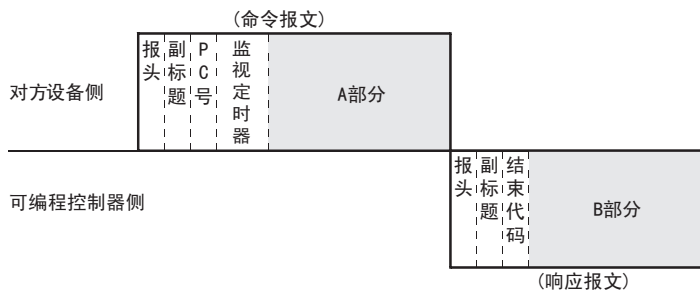 (命令报文)
对方设备侧
报头
副标题
PC号
监视定时器
A部分
可编程控制器侧
报头
副标题
结束代码
B部分
(响应报文)